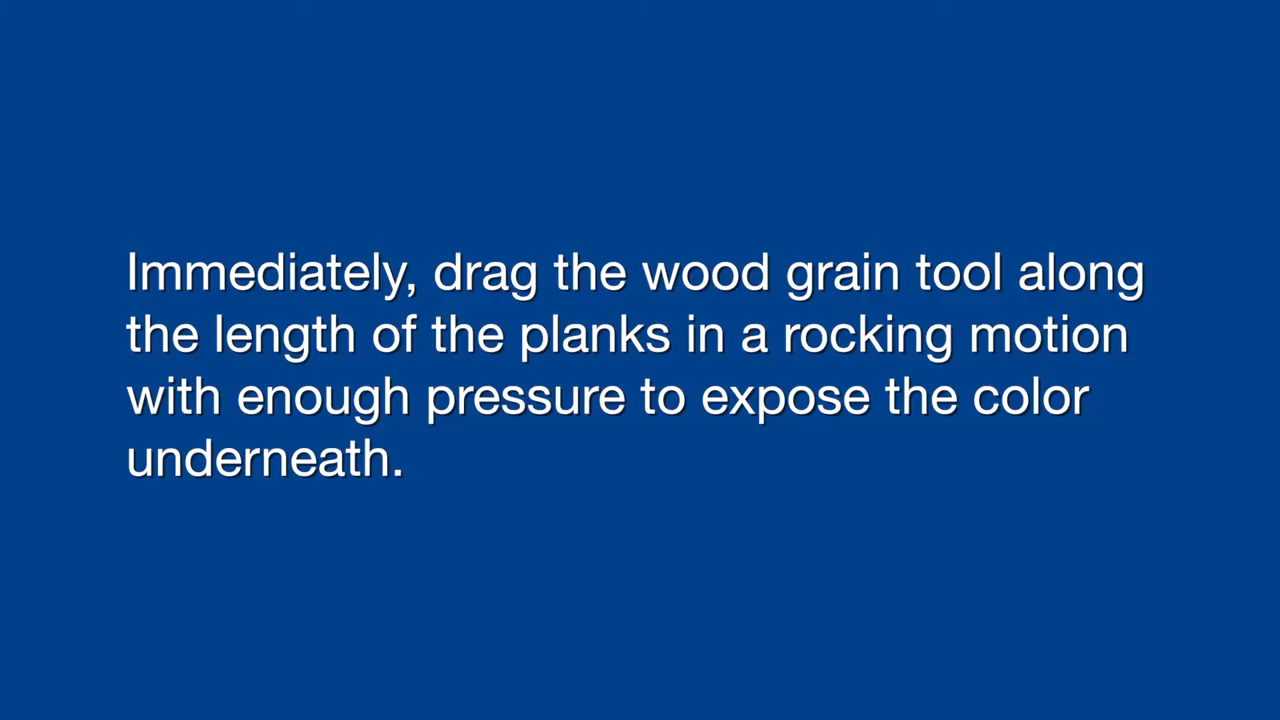 Immediately, drag the wood grain tool along
the length of the planks in a rocking motion
with enough pressure to expose the color
underneath.